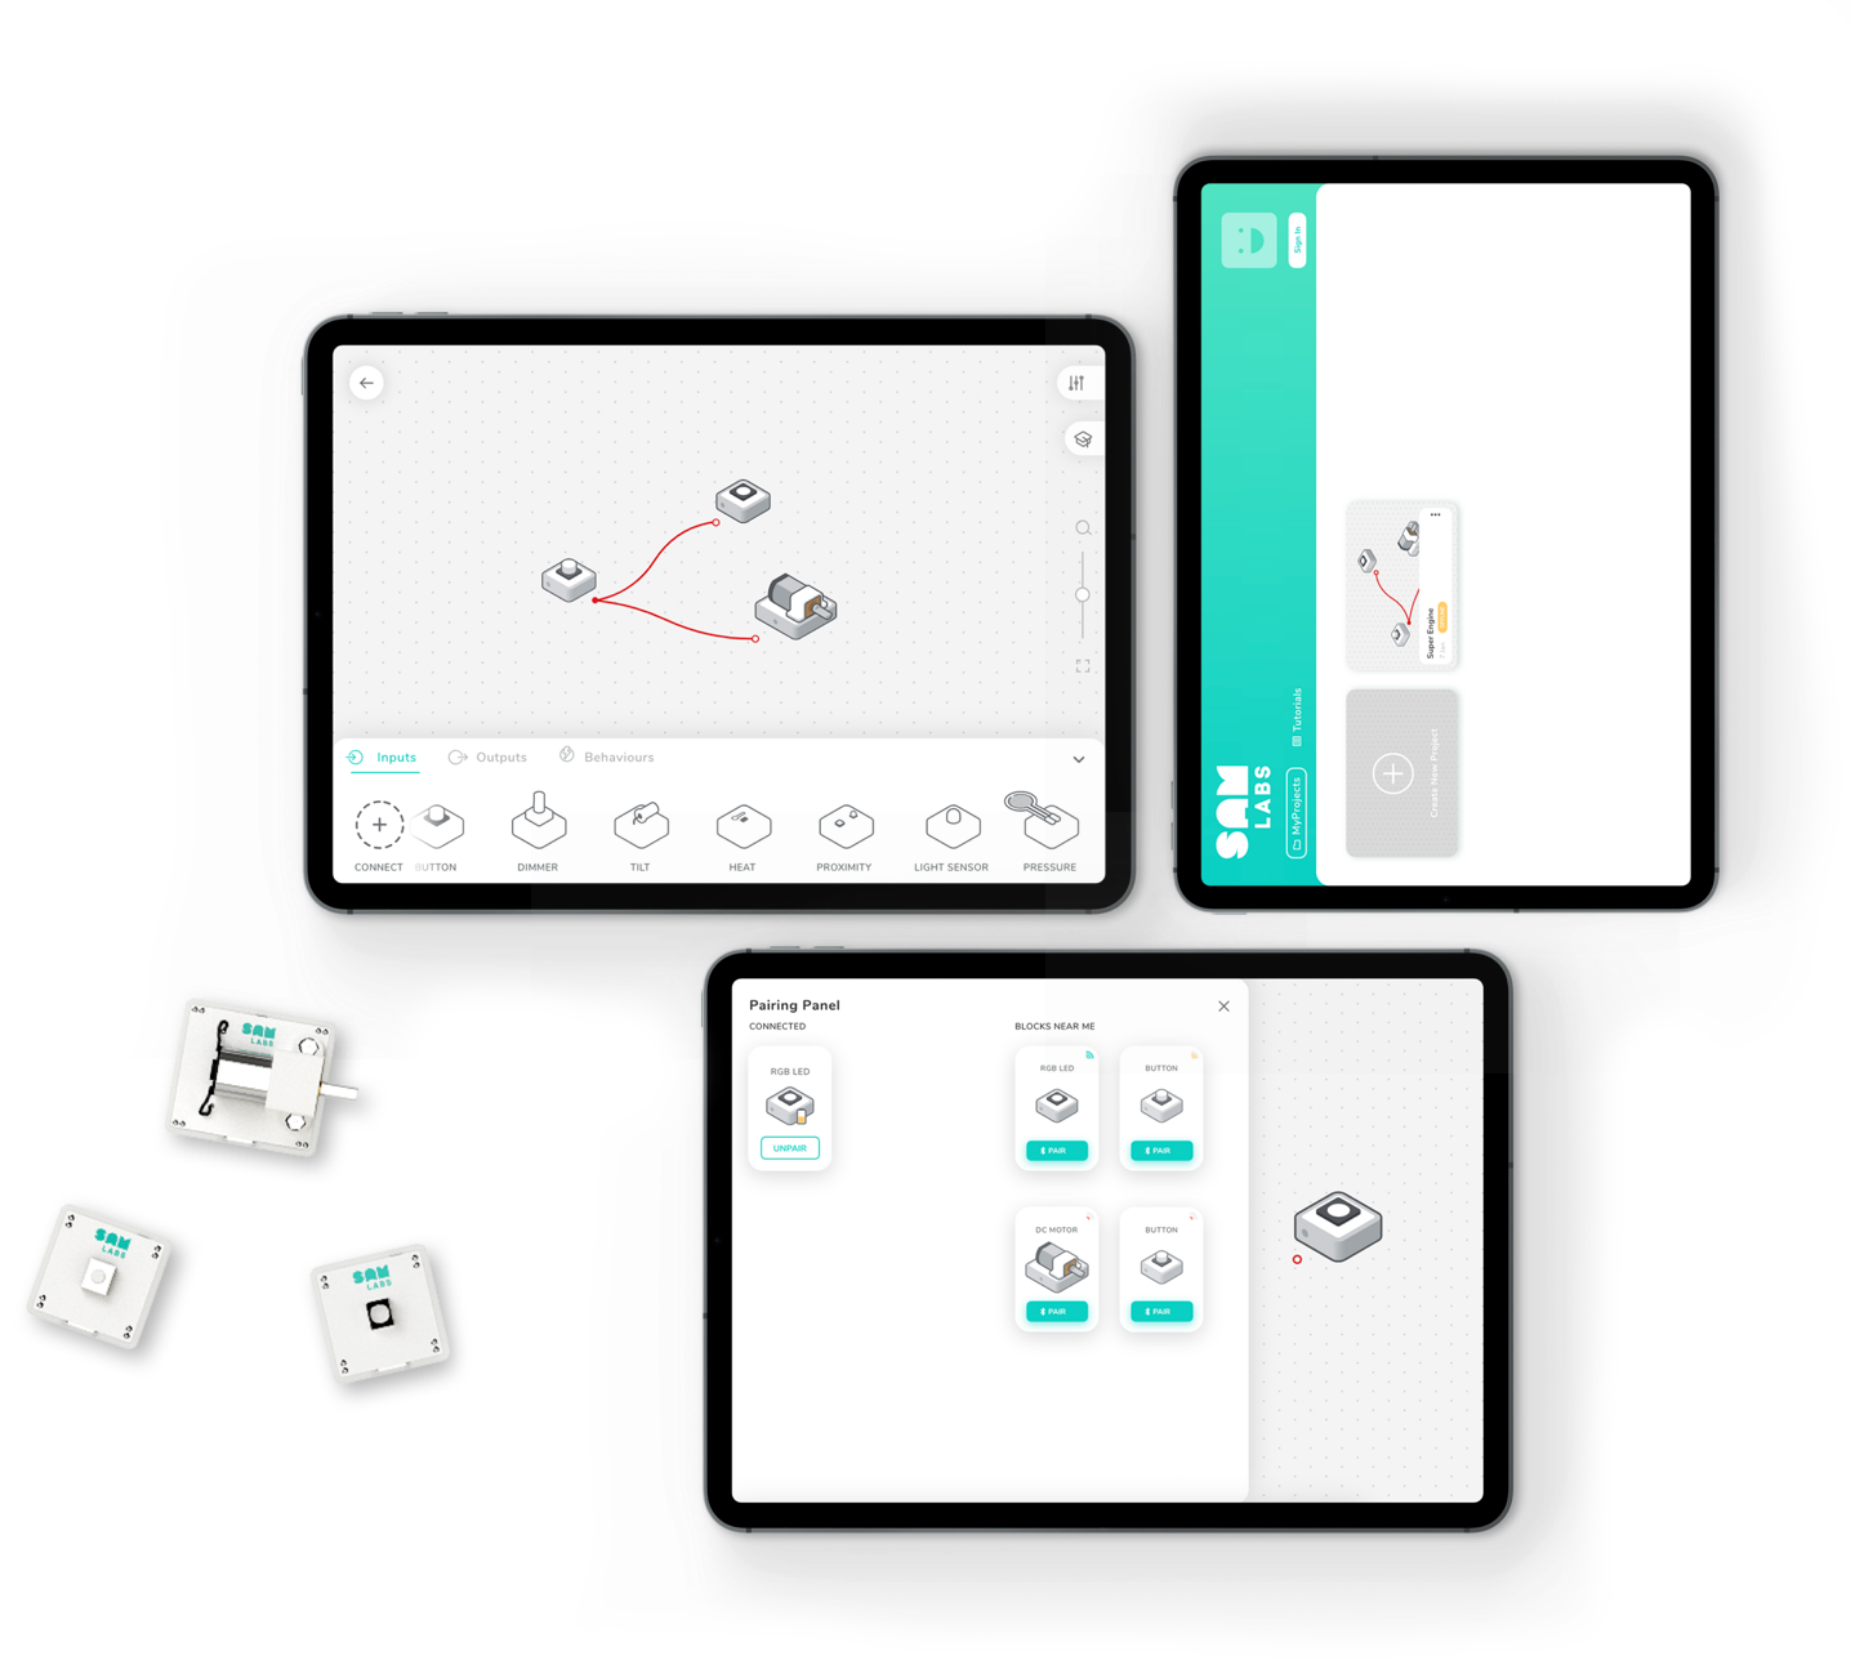 Inputs
Outputs
Behaviours
CONNECT
BUTTON
DIMMER
TILT
HEAT
PROXIMITY
LIGHT SENSOR
PRESSURE
SAM
LABS
MyProjects
Tutorials
Sign In
Create New Project
Super Engine
Pairing Panel
CONNECTED
BLOCKS NEAR ME
RGB LED
UNPAIR
RGB LED
PAIR
BUTTON
PAIR
DC MOTOR
PAIR
BUTTON
PAIR
SAM
LABS
SAM
LABS
SAM
LABS